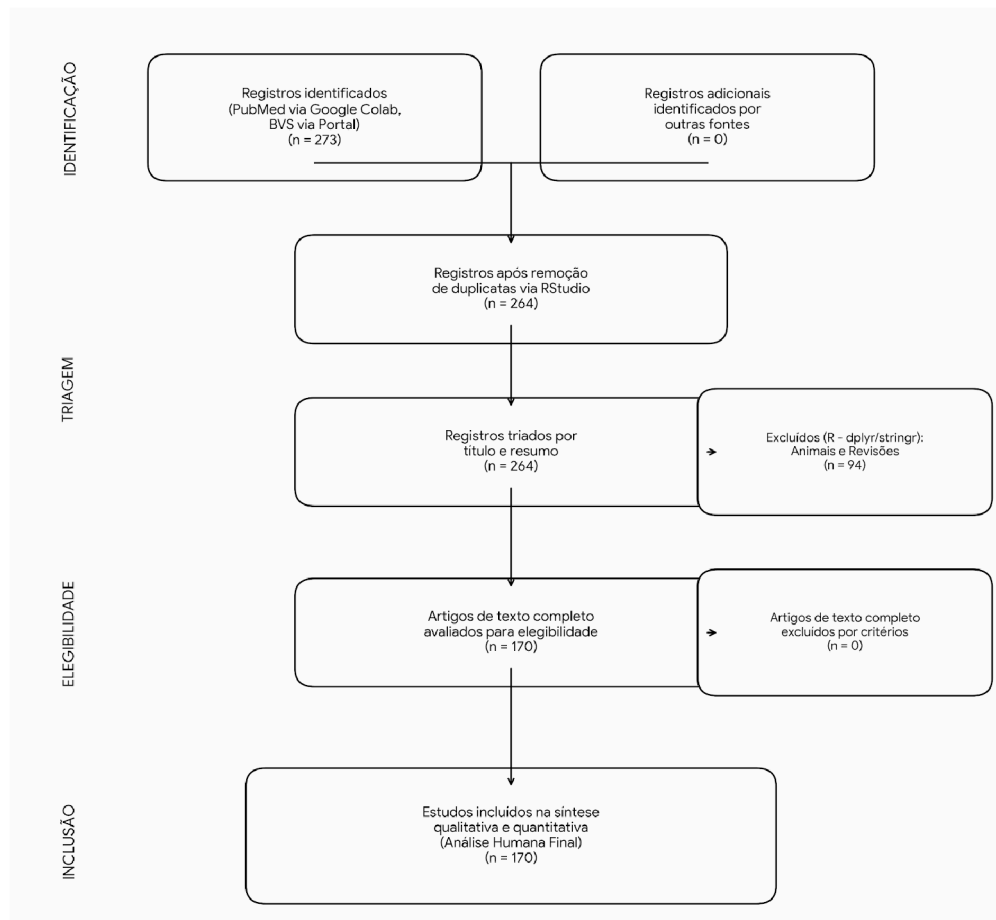 IDENTIFICAÇÃO
Registros identificados
(PubMed via Google Colab,
BVS via Portal)
(n = 273)
Registros adicionais
identificados por
outras fontes
(n = 0)
Registros após remoção
de duplicatas via RStudio
(n = 264)
TRIAGEM
Registros triados por
título e resumo
(n = 264)
Excluídos (R - dplyr/stringr):
Animais e Revisões
(n = 94)
ELEGIBILIDADE
Artigos de texto completo
avaliados para elegibilidade
(n = 170)
Artigos de texto completo
excluídos por critérios
(n = 0)
INCLUSÃO
Estudos incluídos na síntese
qualitativa e quantitativa
(Análise Humana Final)
(n = 170)